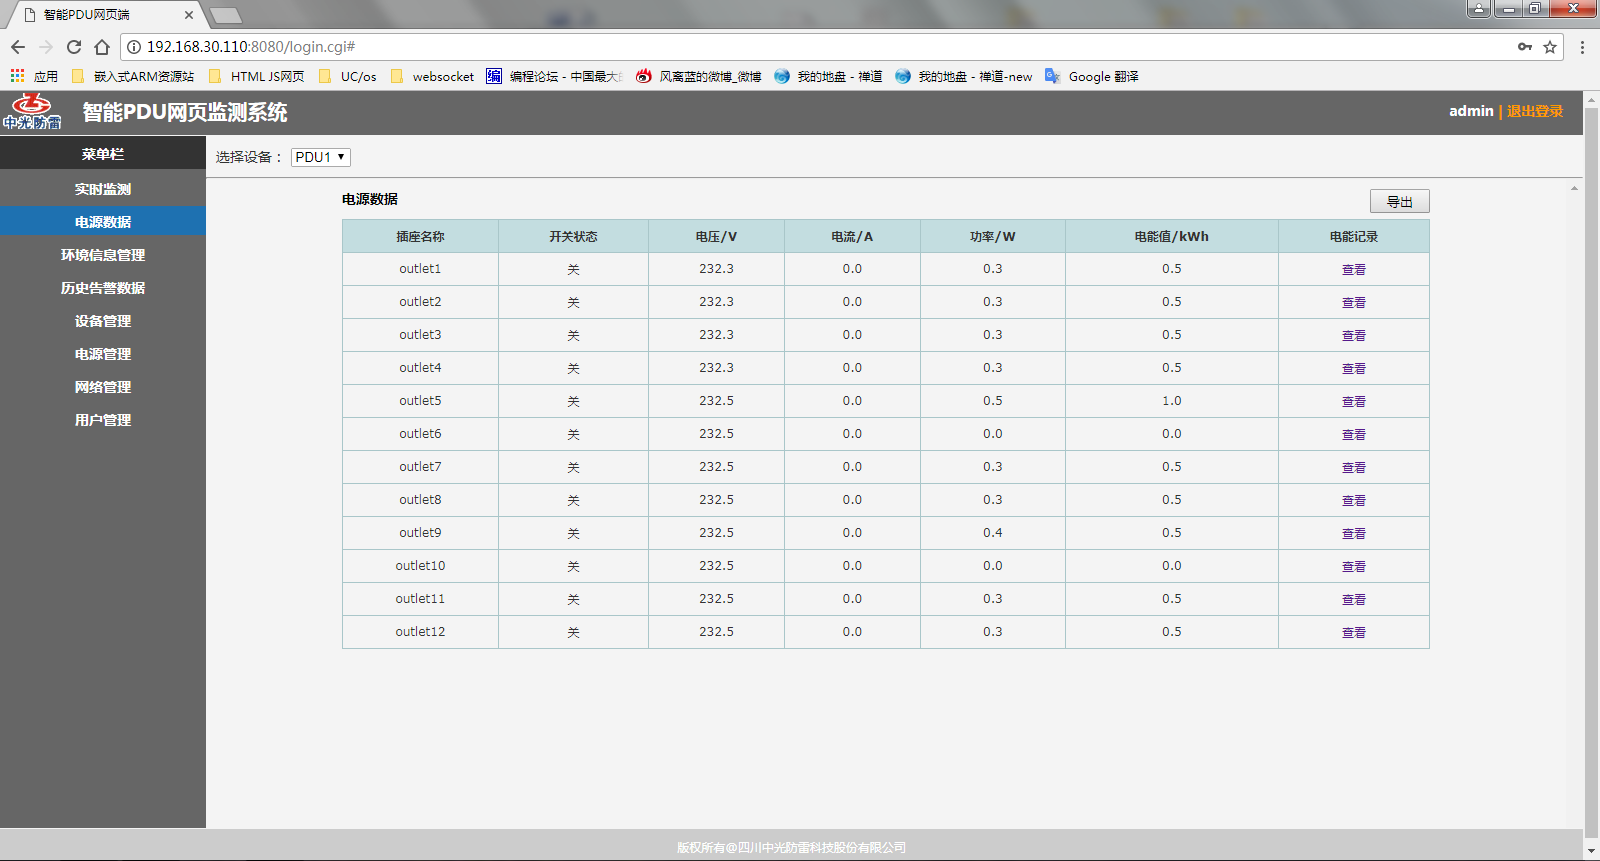 智能PDU网页端
192.168.30.110:8080/login.cgi#
应用 嵌入式ARM资源站 HTML JS网页 UC/os websocket 编程论坛 - 中国最大 风离蓝的微博_微博 我的地盘 - 禅道 我的地盘 - 禅道-new Google 翻译
中光防雷 智能PDU网页监测系统 admin | 退出登录
菜单栏
实时监测
电源数据
环境信息管理
历史告警数据
设备管理
电源管理
网络管理
用户管理
选择设备： PDU1
电源数据 导出
插座名称 开关状态 电压/V 电流/A 功率/W 电能值/kWh 电能记录
outlet1 关 232.3 0.0 0.3 0.5 查看
outlet2 关 232.3 0.0 0.3 0.5 查看
outlet3 关 232.3 0.0 0.3 0.5 查看
outlet4 关 232.3 0.0 0.3 0.5 查看
outlet5 关 232.5 0.0 0.5 1.0 查看
outlet6 关 232.5 0.0 0.0 0.0 查看
outlet7 关 232.5 0.0 0.3 0.5 查看
outlet8 关 232.5 0.0 0.3 0.5 查看
outlet9 关 232.5 0.0 0.4 0.5 查看
outlet10 关 232.5 0.0 0.0 0.0 查看
outlet11 关 232.5 0.0 0.3 0.5 查看
outlet12 关 232.5 0.0 0.3 0.5 查看
版权所有@四川中光防雷科技股份有限公司